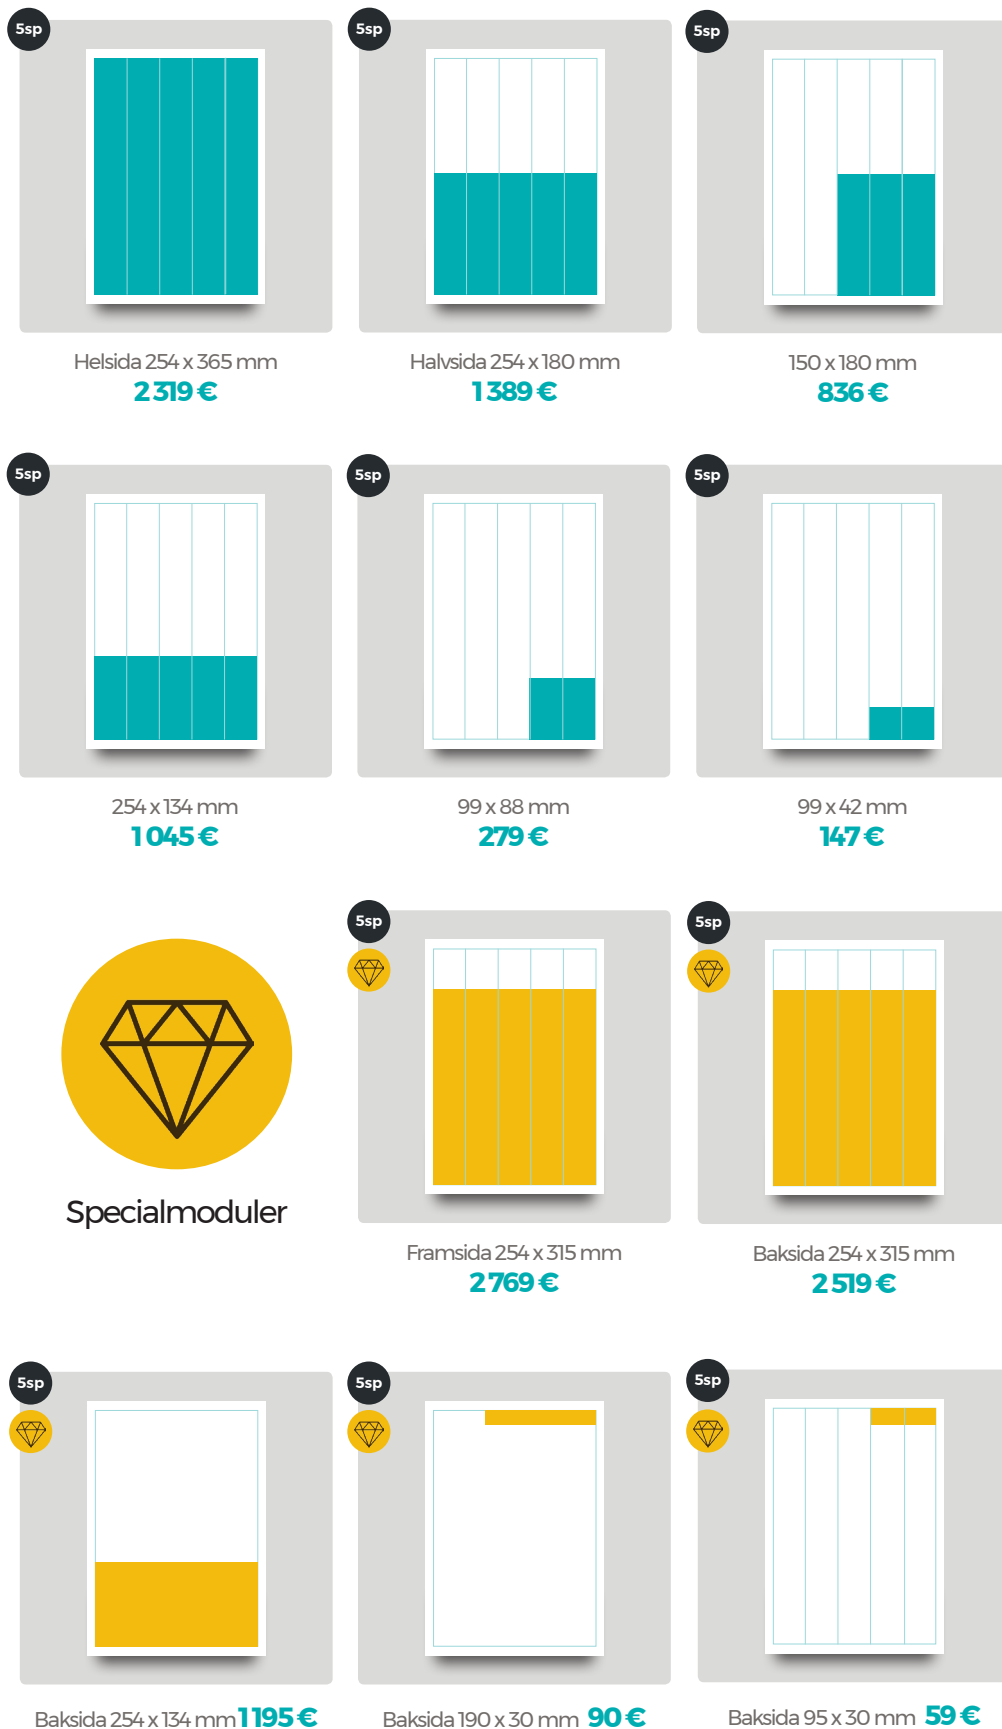 5sp
5sp
5sp
Helsida 254 x 365 mm
2 319 €
Halvsida 254 x 180 mm
1 389 €
150 x 180 mm
836 €
5sp
5sp
5sp
254 x 134 mm
1 045 €
99 x 88 mm
279 €
99 x 42 mm
147 €
5sp
5sp
Specialmoduler
Framsida 254 x 315 mm
2 769 €
Baksida 254 x 315 mm
2 519 €
5sp
5sp
5sp
Baksida 254 x 134 mm 1 195 €
Baksida 190 x 30 mm 90 €
Baksida 95 x 30 mm 59 €